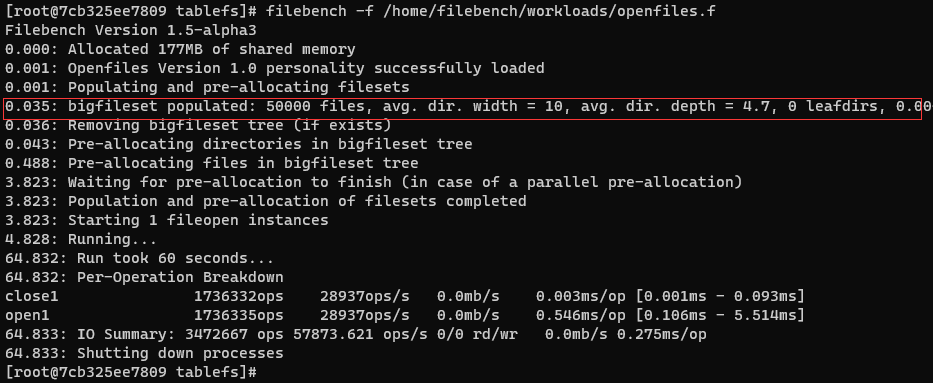 [root@7cb325ee7809 tablefs]# filebench -f /home/filebench/workloads/openfiles.f
Filebench Version 1.5-alpha3
0.000: Allocated 177MB of shared memory
0.001: Openfiles Version 1.0 personality successfully loaded
0.001: Populating and pre-allocating filesets
0.035: bigfileset populated: 50000 files, avg. dir. width = 10, avg. dir. depth = 4.7, 0 leafdirs, 0.00
0.036: Removing bigfileset tree (if exists)
0.043: Pre-allocating directories in bigfileset tree
0.488: Pre-allocating files in bigfileset tree
3.823: Waiting for pre-allocation to finish (in case of a parallel pre-allocation)
3.823: Population and pre-allocation of filesets completed
3.823: Starting 1 fileopen instances
4.828: Running...
64.832: Run took 60 seconds...
64.832: Per-Operation Breakdown
close1               1736332ops    28937ops/s   0.0mb/s    0.003ms/op [0.001ms - 0.093ms]
open1                1736335ops    28937ops/s   0.0mb/s    0.546ms/op [0.106ms - 5.514ms]
64.833: IO Summary: 3472667 ops 57873.621 ops/s 0/0 rd/wr   0.0mb/s 0.275ms/op
64.833: Shutting down processes
[root@7cb325ee7809 tablefs]#